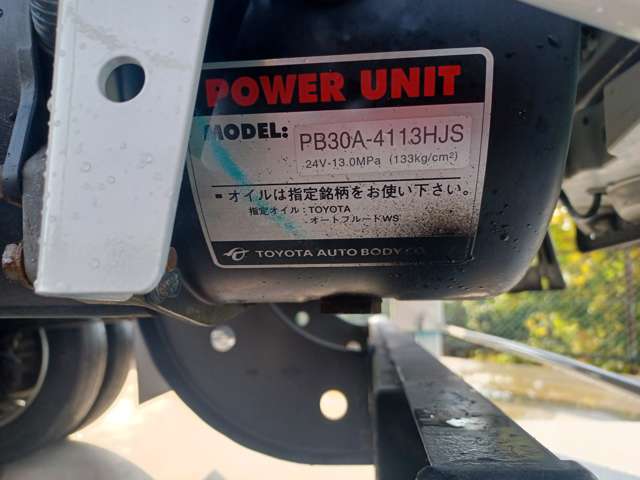 POWER UNIT
MODEL: PB30A-4113HJS
24V-13.0MPa (133kg/cm²)
▪オイルは指定銘柄をお使い下さい。
指定オイル:TOYOTA
オートフルードWS
TOYOTA AUTO BODY CO.